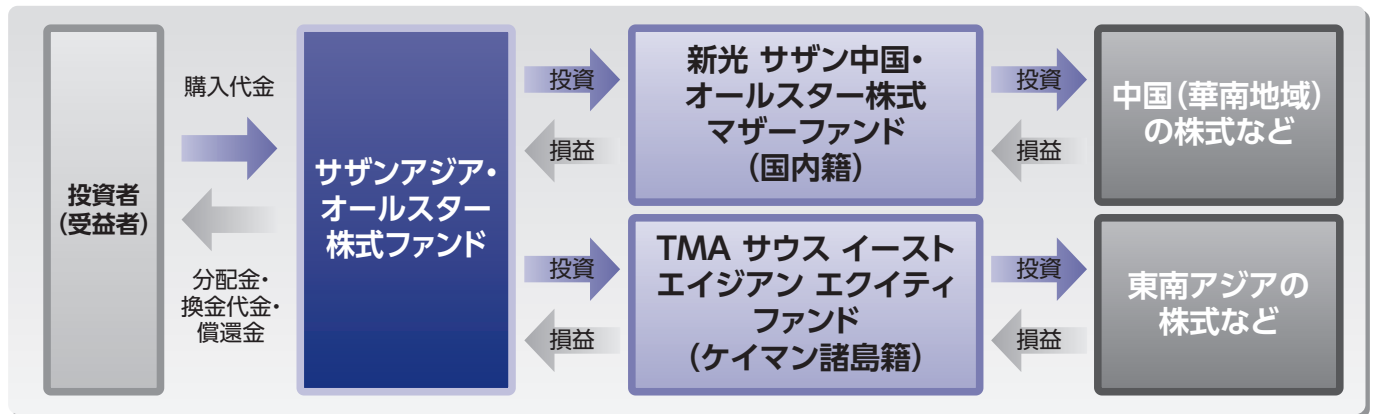 投資者
(受益者)
購入代金
分配金・
換金代金・
償還金
サザンアジア・
オールスター
株式ファンド
投資
損益
新光 サザン中国・
オールスター株式
マザーファンド
(国内籍)
投資
損益
中国(華南地域)
の株式など
投資
損益
TMA サウス イースト
エイジアン エクイティ
ファンド
(ケイマン諸島籍)
投資
損益
東南アジアの
株式など